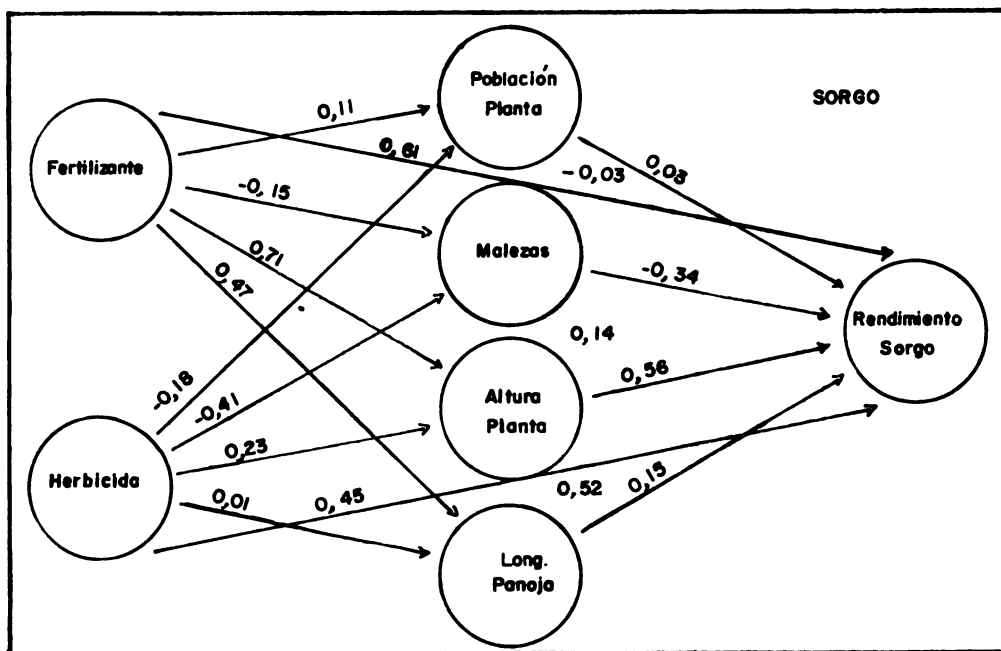 SORGO
Población
Planta
Fertilizante
0,11
0,61
-0,03
0,03
-0,15
Malezas
0,71
0,47
-0,34
Rendimiento
Sorgo
0,14
0,56
-0,18
-0,41
Altura
Planta
0,23
Herbicida
0,01
0,45
0,52
0,15
Long.
Panoja